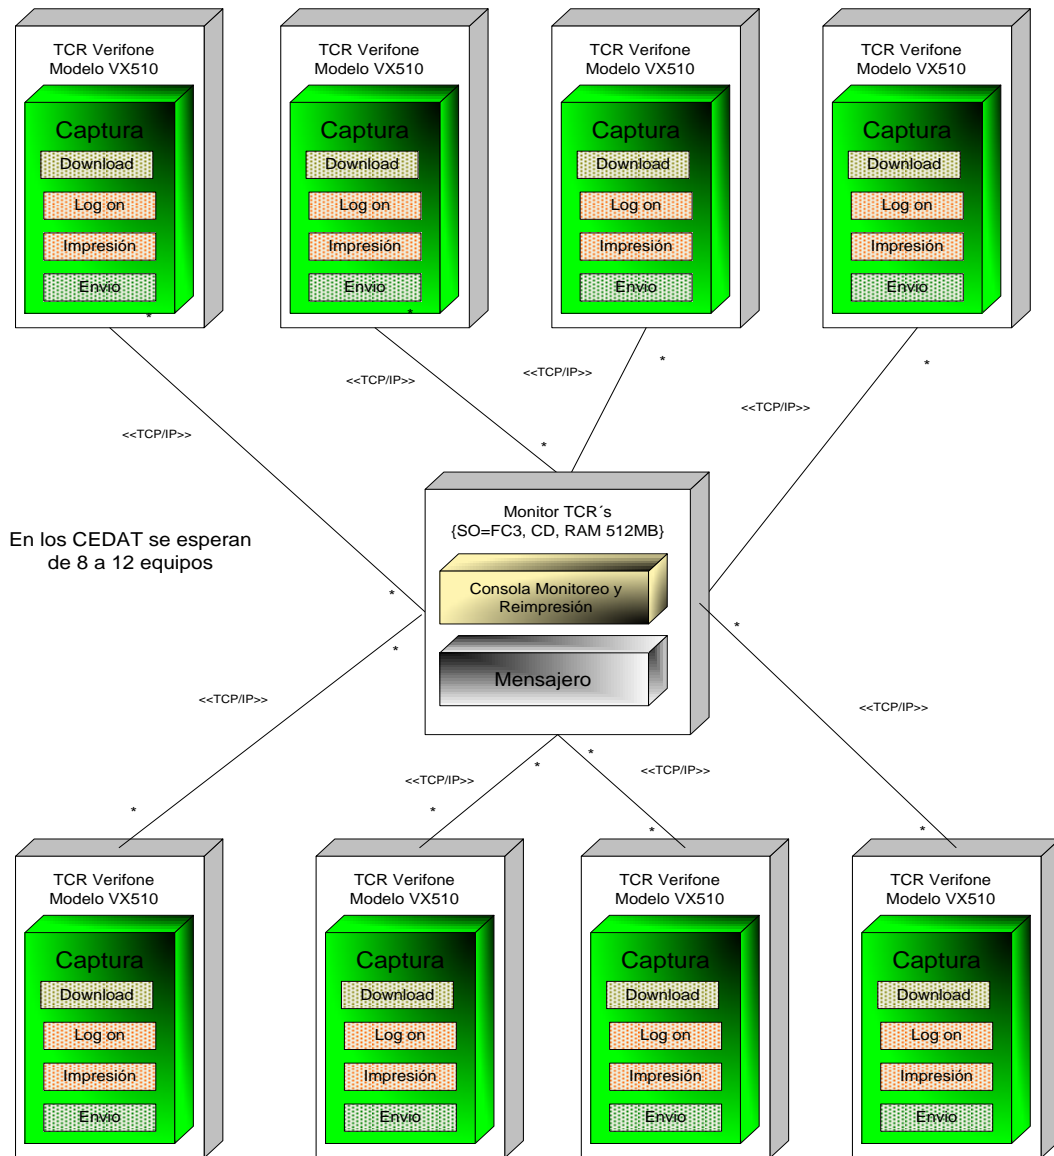 TCR Verifone
Modelo VX510
Captura
Download
Log on
Impresión
Envio
*
TCR Verifone
Modelo VX510
Captura
Download
Log on
Impresión
Envio
*
TCR Verifone
Modelo VX510
Captura
Download
Log on
Impresión
Envio
*
TCR Verifone
Modelo VX510
Captura
Download
Log on
Impresión
Envio
*
<<TCP/IP>>
<<TCP/IP>>
<<TCP/IP>>
<<TCP/IP>>
*
En los CEDAT se esperan
de 8 a 12 equipos
Monitor TCR´s
{SO=FC3, CD, RAM 512MB}
Consola Monitoreo y
Reimpresión
Mensajero
*
*
*
<<TCP/IP>>
<<TCP/IP>>
*
*
<<TCP/IP>>
<<TCP/IP>>
*
*
*
*
TCR Verifone
Modelo VX510
Captura
Download
Log on
Impresión
Envio
TCR Verifone
Modelo VX510
Captura
Download
Log on
Impresión
Envio
TCR Verifone
Modelo VX510
Captura
Download
Log on
Impresión
Envio
TCR Verifone
Modelo VX510
Captura
Download
Log on
Impresión
Envio